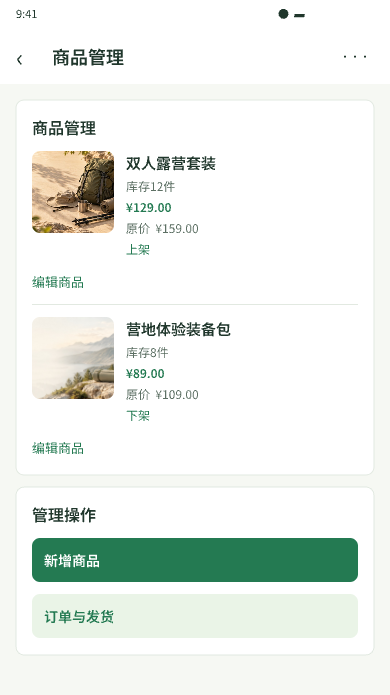 9:41
商品管理
商品管理
双人露营套装
库存12件
¥129.00
原价 ¥159.00
上架
编辑商品
营地体验装备包
库存8件
¥89.00
原价 ¥109.00
下架
编辑商品
管理操作
新增商品
订单与发货